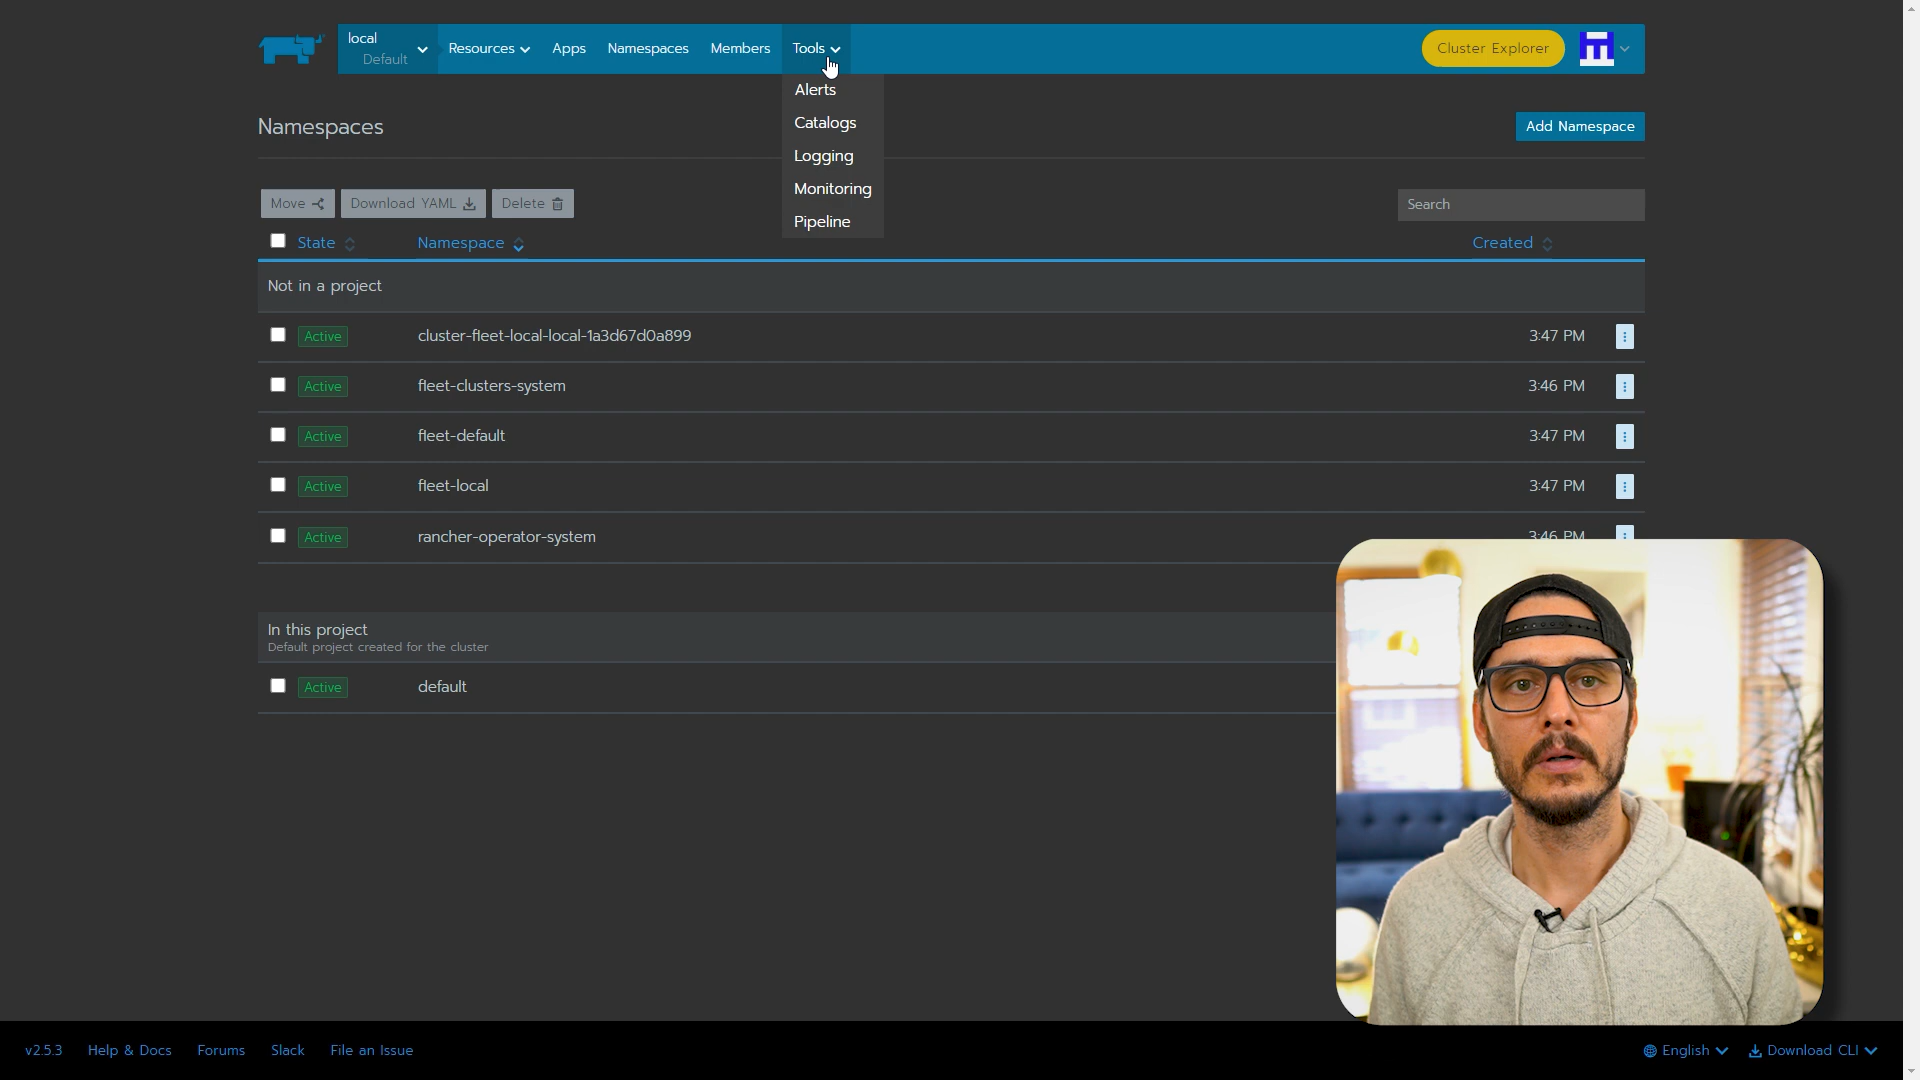 local
Default
Resources
Apps
Namespaces
Members
Tools
Cluster Explorer
Alerts
Catalogs
Logging
Monitoring
Pipeline
Namespaces
Add Namespace
Move
Download YAML
Delete
Search
State
Namespace
Created
Not in a project
Active cluster-fleet-local-local-1a3d67d0a899 3:47 PM
Active fleet-clusters-system 3:46 PM
Active fleet-default 3:47 PM
Active fleet-local 3:47 PM
Active rancher-operator-system 3:46 PM
In this project
Default project created for the cluster
Active default
v2.5.3 Help & Docs Forums Slack File an Issue English Download CLI